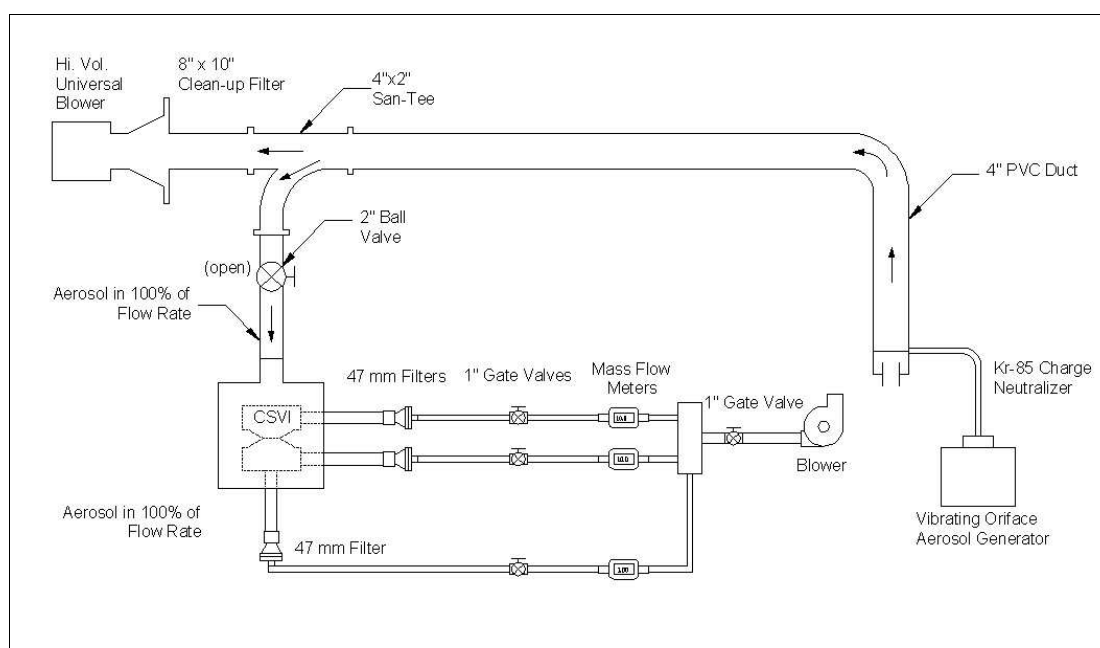 Hi. Vol.
Universal
Blower
8" x 10"
Clean-up Filter
4"x2"
San-Tee
4" PVC Duct
2" Ball
Valve
(open)
Aerosol in 100% of
Flow Rate
47 mm Filters
1" Gate Valves
Mass Flow
Meters
1" Gate Valve
Kr-85 Charge
Neutralizer
CSVI
Blower
Aerosol in 100% of
Flow Rate
47 mm Filter
Vibrating Oriface
Aerosol Generator